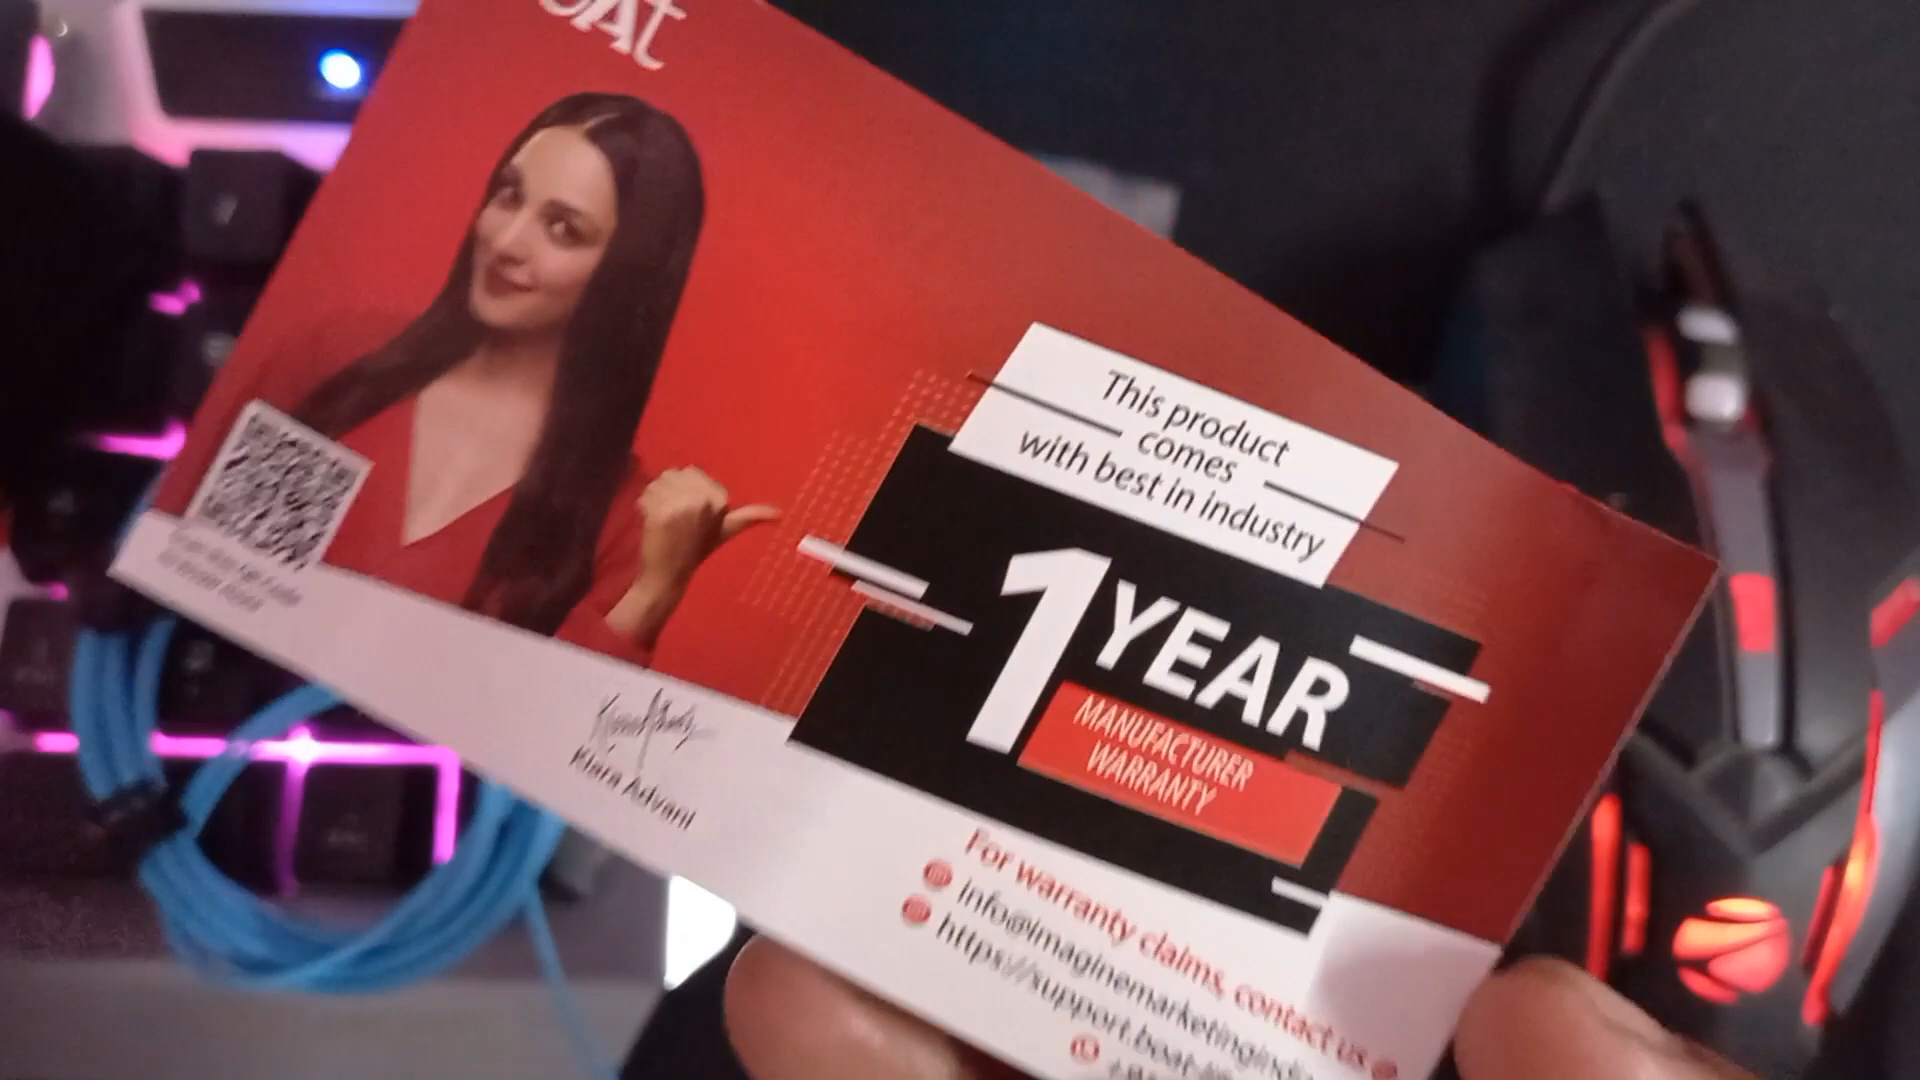 This product
comes
with best in industry
1 YEAR
MANUFACTURER
WARRANTY
Kiara Advani
For warranty claims, contact us @
info@imaginemarketingindia
https://support.boat-